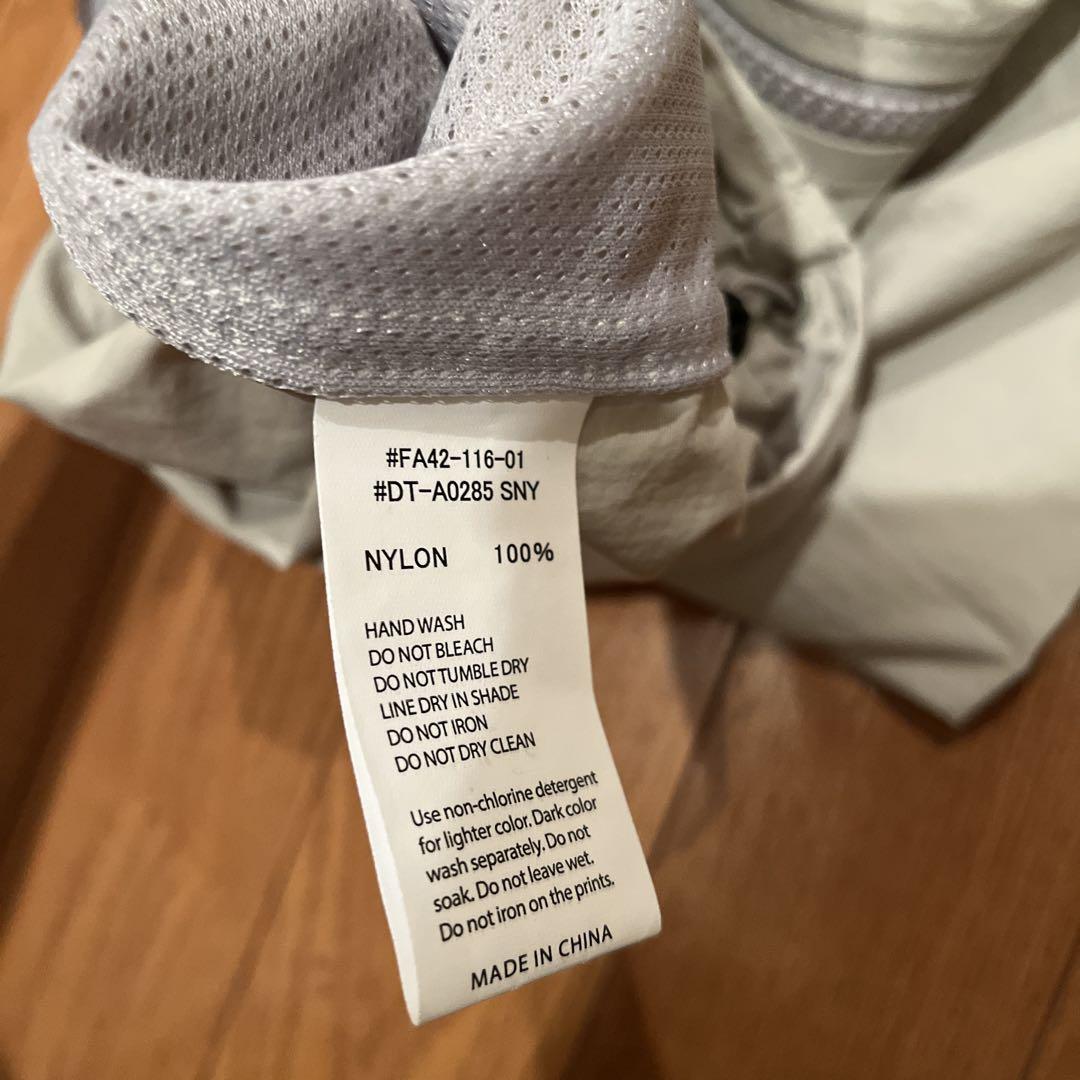 #FA42-116-01
#DT-A0285 SNY
NYLON 100%
HAND WASH
DO NOT BLEACH
DO NOT TUMBLE DRY
LINE DRY IN SHADE
DO NOT IRON
DO NOT DRY CLEAN
Use non-chlorine detergent
for lighter color. Dark color
wash separately. Do not
soak. Do not leave wet.
Do not iron on the prints.
MADE IN CHINA